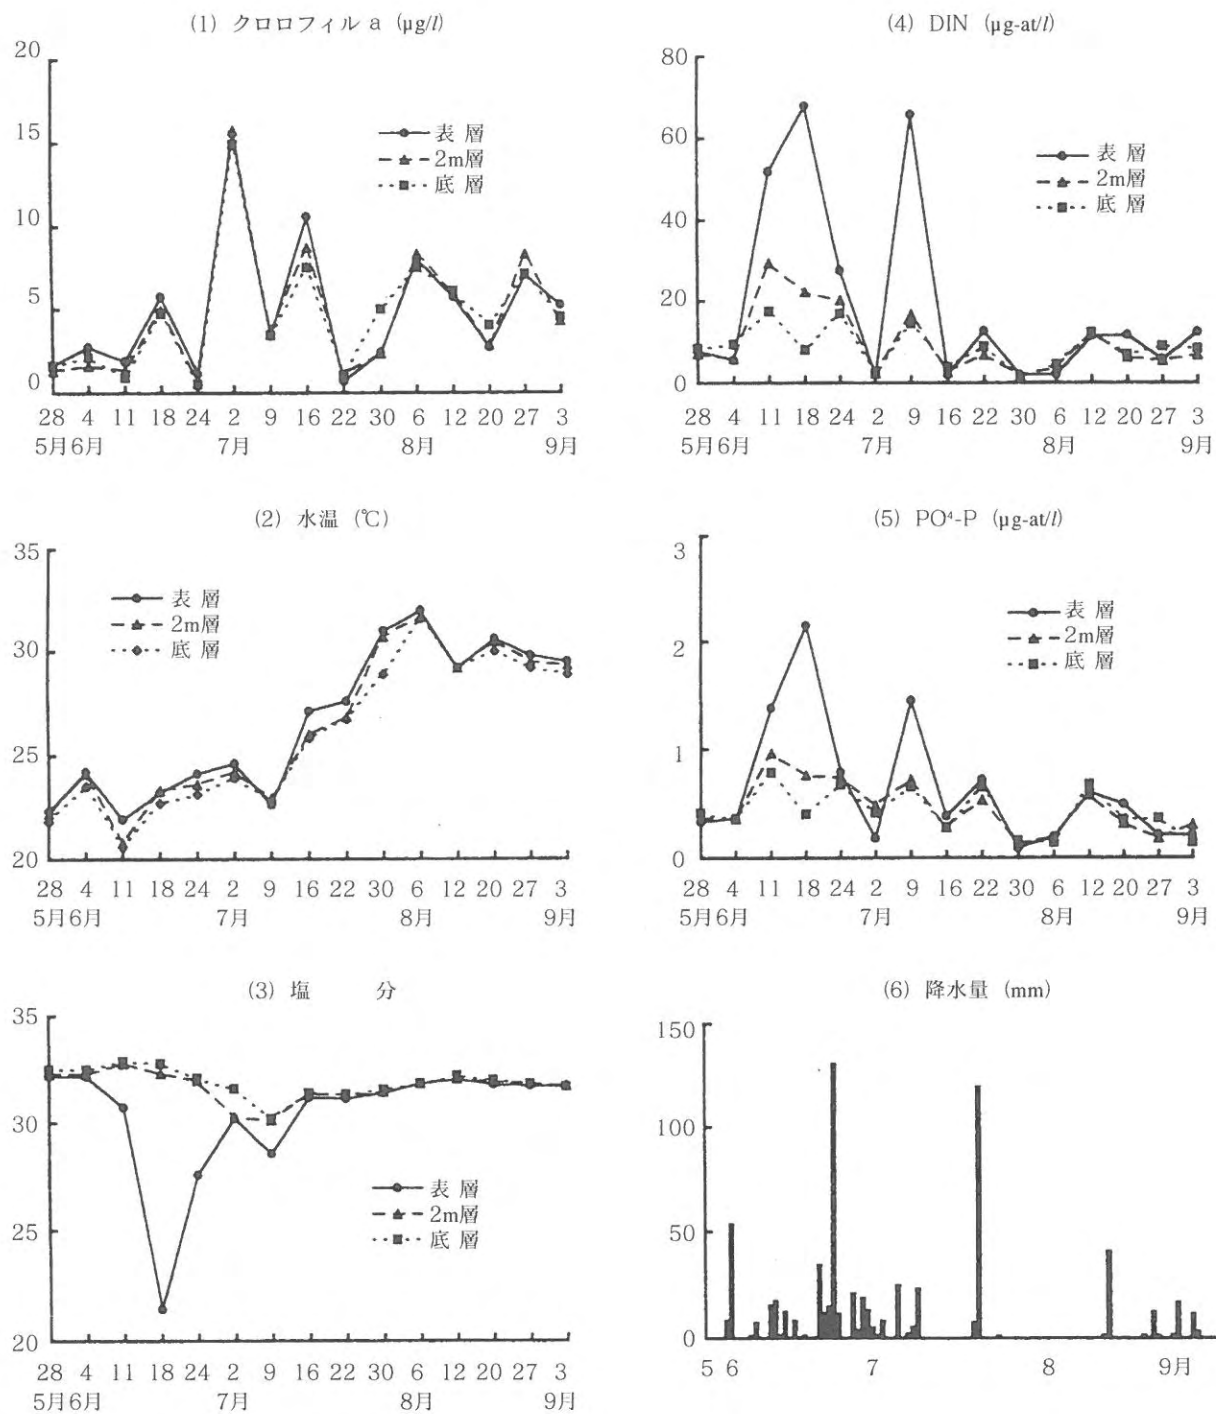 (1) クロロフィル a (µg/l)
20
15
10
5
0
表 層
2m層
底 層
28 4 11 18 24 2 9 16 22 30 6 12 20 27 3
5月6月 7月 8月 9月
(4) DIN (µg-at/l)
80
60
40
20
0
表 層
2m層
底 層
28 4 11 18 24 2 9 16 22 30 6 12 20 27 3
5月6月 7月 8月 9月
(2) 水温 (℃)
35
30
25
20
表 層
2m層
底 層
28 4 11 18 24 2 9 16 22 30 6 12 20 27 3
5月6月 7月 8月 9月
(5) PO⁴-P (µg-at/l)
3
2
1
0
表 層
2m層
底 層
28 4 11 18 24 2 9 16 22 30 6 12 20 27 3
5月6月 7月 8月 9月
(3) 塩 分
35
30
25
20
表 層
2m層
底 層
28 4 11 18 24 2 9 16 22 30 6 12 20 27 3
5月6月 7月 8月 9月
(6) 降水量 (mm)
150
100
50
0
5 6 7 8 9月